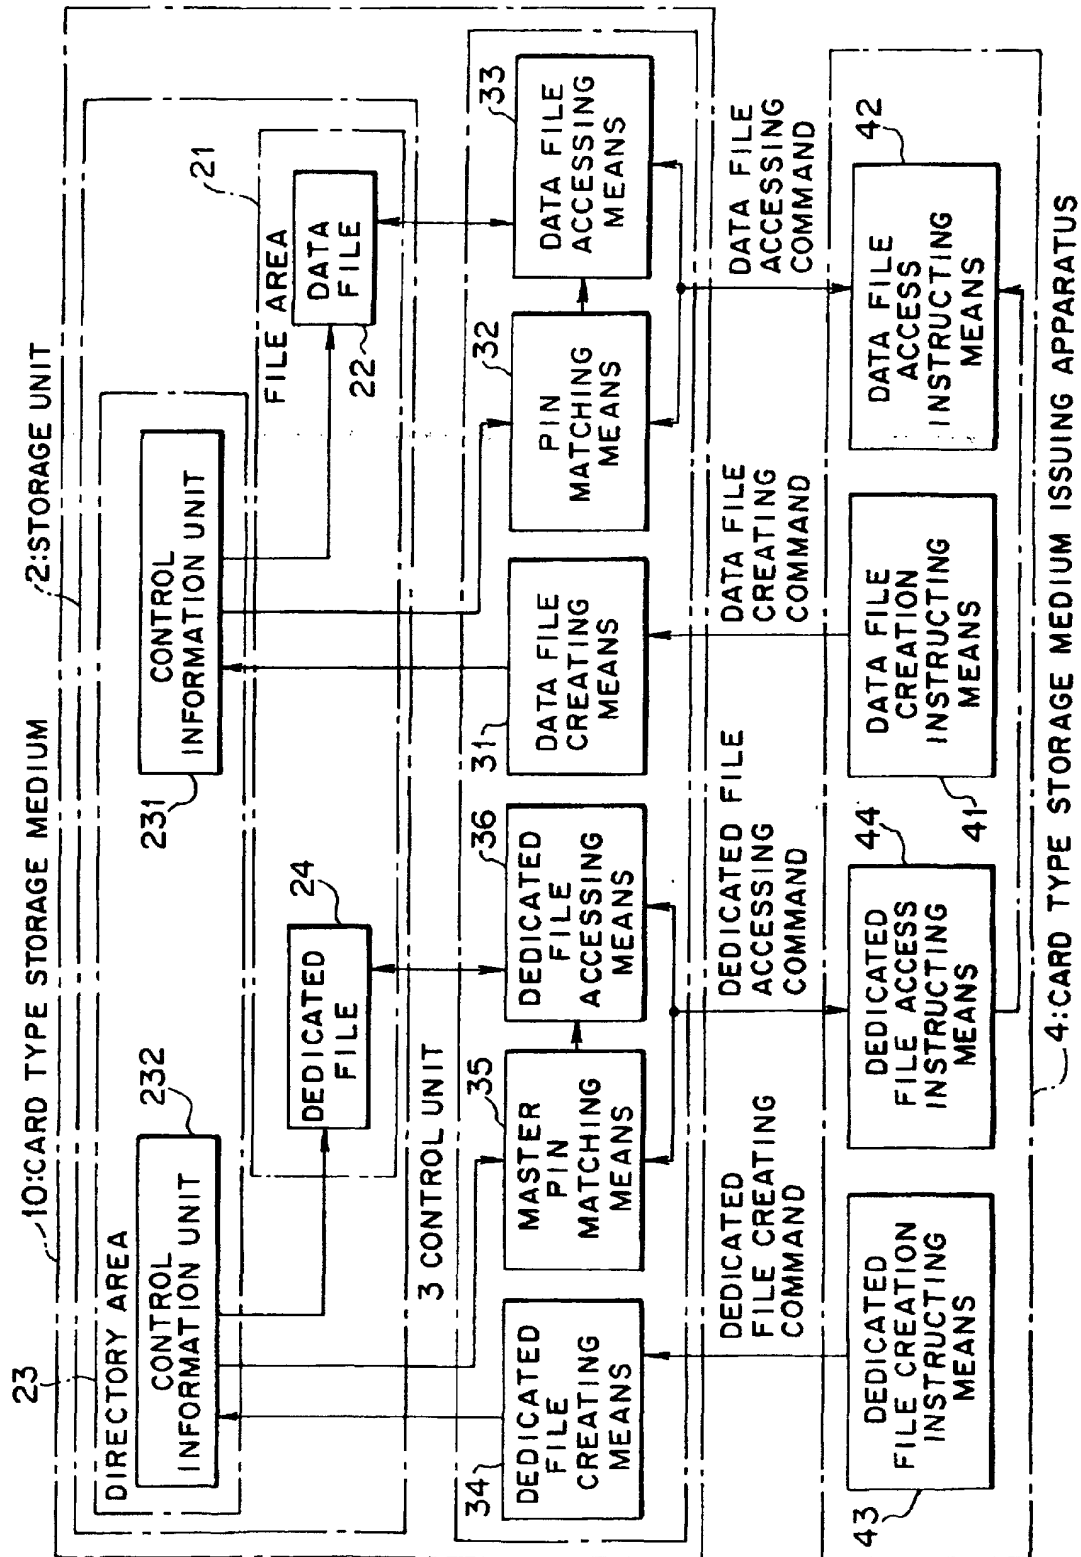 10:CARD TYPE STORAGE MEDIUM
2:STORAGE UNIT
23
DIRECTORY AREA
232
CONTROL
INFORMATION UNIT
231
CONTROL
INFORMATION UNIT
FILE AREA
21
24
DEDICATED
FILE
22
DATA
FILE
3 CONTROL UNIT
34
DEDICATED
FILE
CREATING
MEANS
35
MASTER
PIN
MATCHING
MEANS
36
DEDICATED
FILE
ACCESSING
MEANS
31
DATA FILE
CREATING
MEANS
32
PIN
MATCHING
MEANS
33
DATA FILE
ACCESSING
MEANS
DEDICATED
FILE CREATING
COMMAND
DEDICATED FILE
ACCESSING
COMMAND
DATA FILE
CREATING
COMMAND
DATA FILE
ACCESSING
COMMAND
43
DEDICATED
FILE CREATION
INSTRUCTING
MEANS
44
DEDICATED
FILE ACCESS
INSTRUCTING
MEANS
41
DATA FILE
CREATION
INSTRUCTING
MEANS
42
DATA FILE
ACCESS
INSTRUCTING
MEANS
4:CARD TYPE STORAGE MEDIUM ISSUING APPARATUS